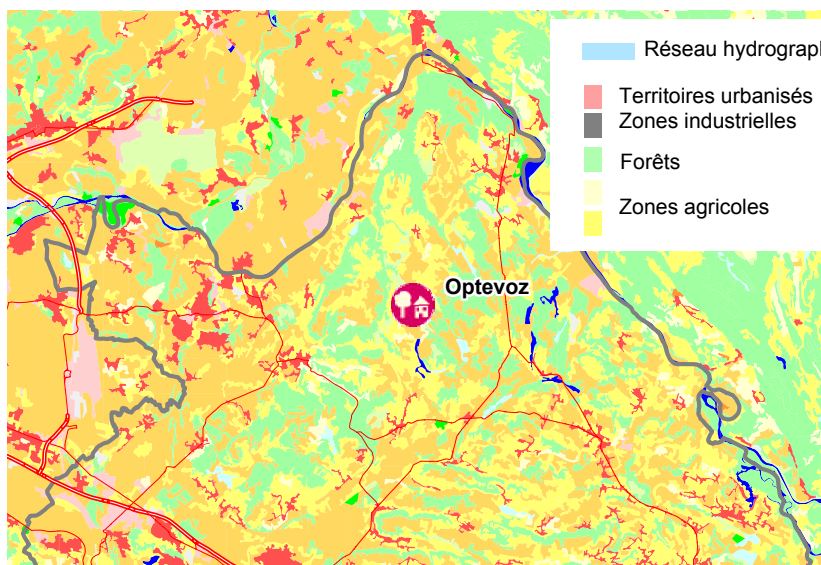 Réseau hydrograph
Territoires urbanisés
Zones industrielles
Forêts
Zones agricoles
Optevoz